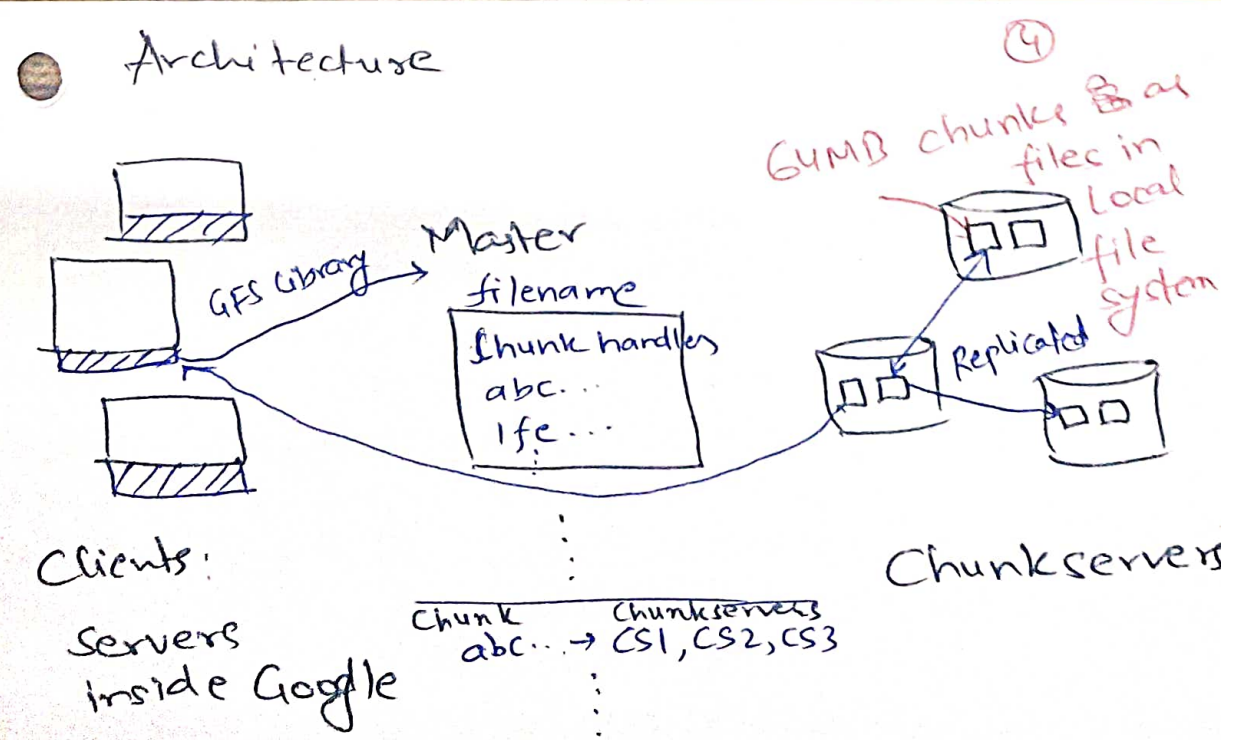 Architecture
4
64MB chunks as
files in
Local
file
system
GFS Library
Master
filename
Chunk handles
abc...
1fe...
Replicated
Clients:
Servers
inside Google
Chunkservers
Chunk Chunkservers
abc... → CS1, CS2, CS3